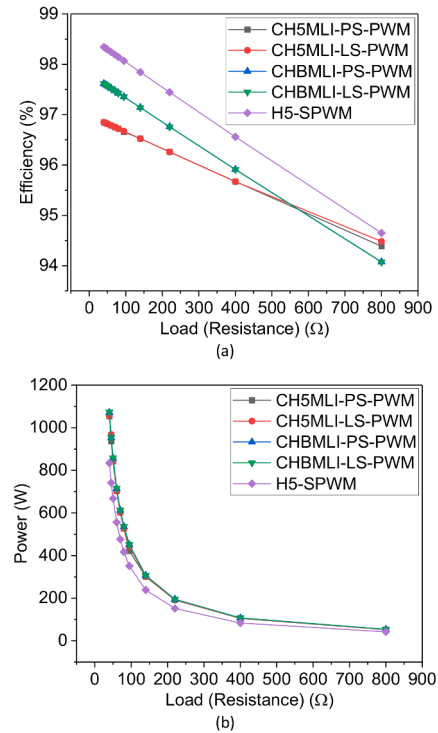 99
98
97
96
95
94
Efficiency (%)
CH5MLI-PS-PWM
CH5MLI-LS-PWM
CHBMLI-PS-PWM
CHBMLI-LS-PWM
H5-SPWM
0 100 200 300 400 500 600 700 800 900
Load (Resistance) (Ω)
(a)
1200
1000
800
600
400
200
0
Power (W)
CH5MLI-PS-PWM
CH5MLI-LS-PWM
CHBMLI-PS-PWM
CHBMLI-LS-PWM
H5-SPWM
0 100 200 300 400 500 600 700 800 900
Load (Resistance) (Ω)
(b)